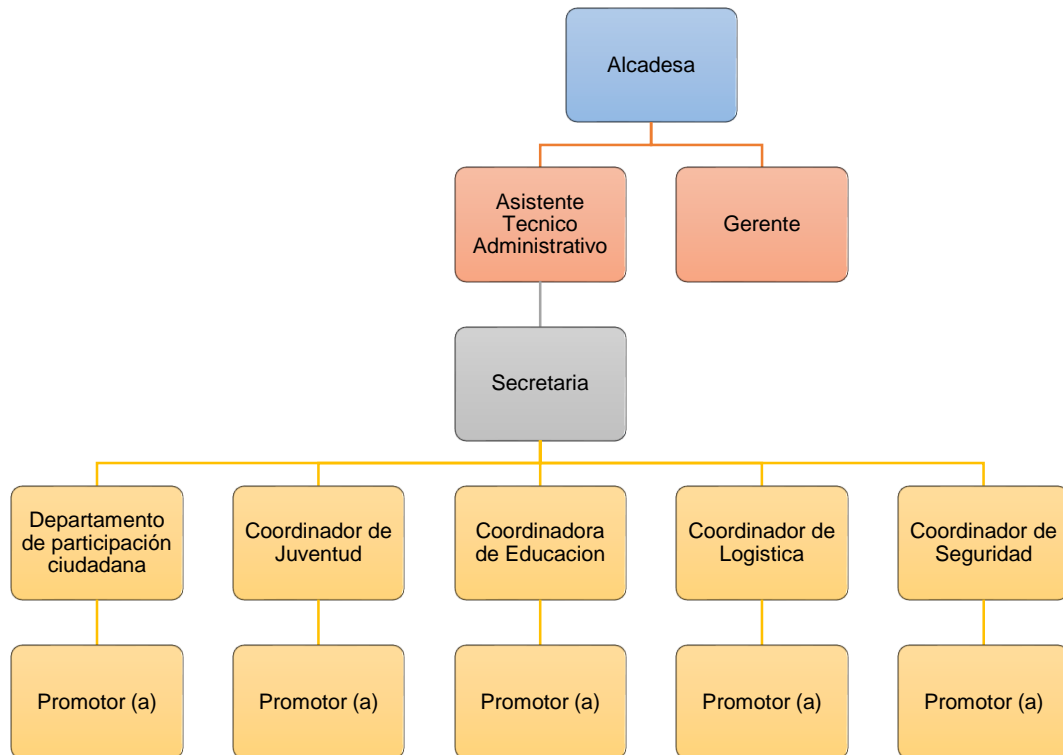 Alcadesa
Asistente
Tecnico
Administrativo
Gerente
Secretaria
Departamento
de participación
ciudadana
Coordinador de
Juventud
Coordinadora
de Educacion
Coordinador de
Logistica
Coordinador de
Seguridad
Promotor (a)
Promotor (a)
Promotor (a)
Promotor (a)
Promotor (a)